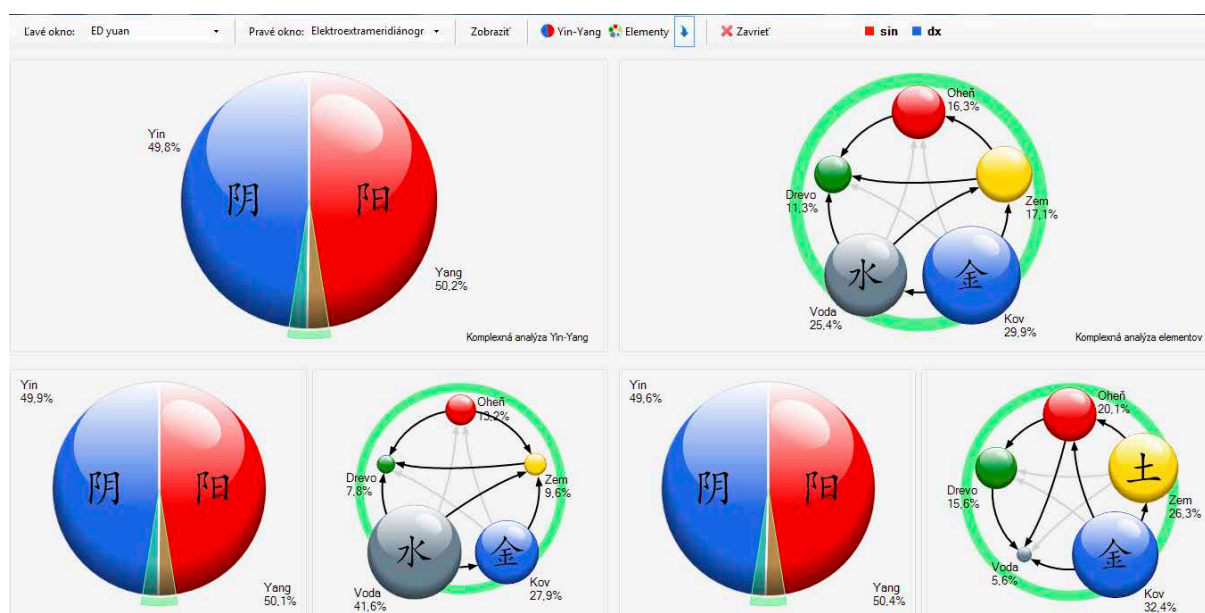 Ľavé okno: ED yuan Pravé okno: Elektroextrameridiánogr Zobraziť Yin-Yang Elementy Zavrieť sin dx
Yin
49,8%
阴 阳
Yang
50,2%
Komplexná analýza Yin-Yang
Oheň
16,3%
Drevo
11,3%
Zem
17,1%
水 金
Voda
25,4%
Kov
29,9%
Komplexná analýza elementov
Yin
49,9%
阴 阳
Yang
50,1%
Oheň
13,2%
Drevo
7,8%
Zem
9,6%
水 金
Voda
41,6%
Kov
27,9%
Yin
49,6%
阴 阳
Yang
50,4%
Oheň
20,1%
Drevo
15,6%
土
Zem
26,3%
Voda
5,6%
金
Kov
32,4%